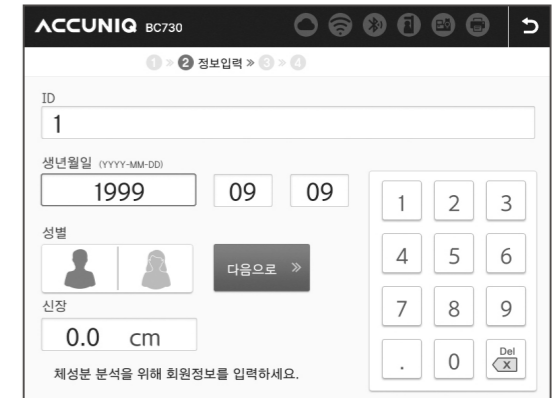 ACCUNIQ BC730
1 » 2 정보입력 » 3 » 4
ID
1
생년월일 (YYYY-MM-DD)
1999 09 09
성별
다음으로 »
신장
0.0 cm
체성분 분석을 위해 회원정보를 입력하세요.
1 2 3
4 5 6
7 8 9
. 0 Del X